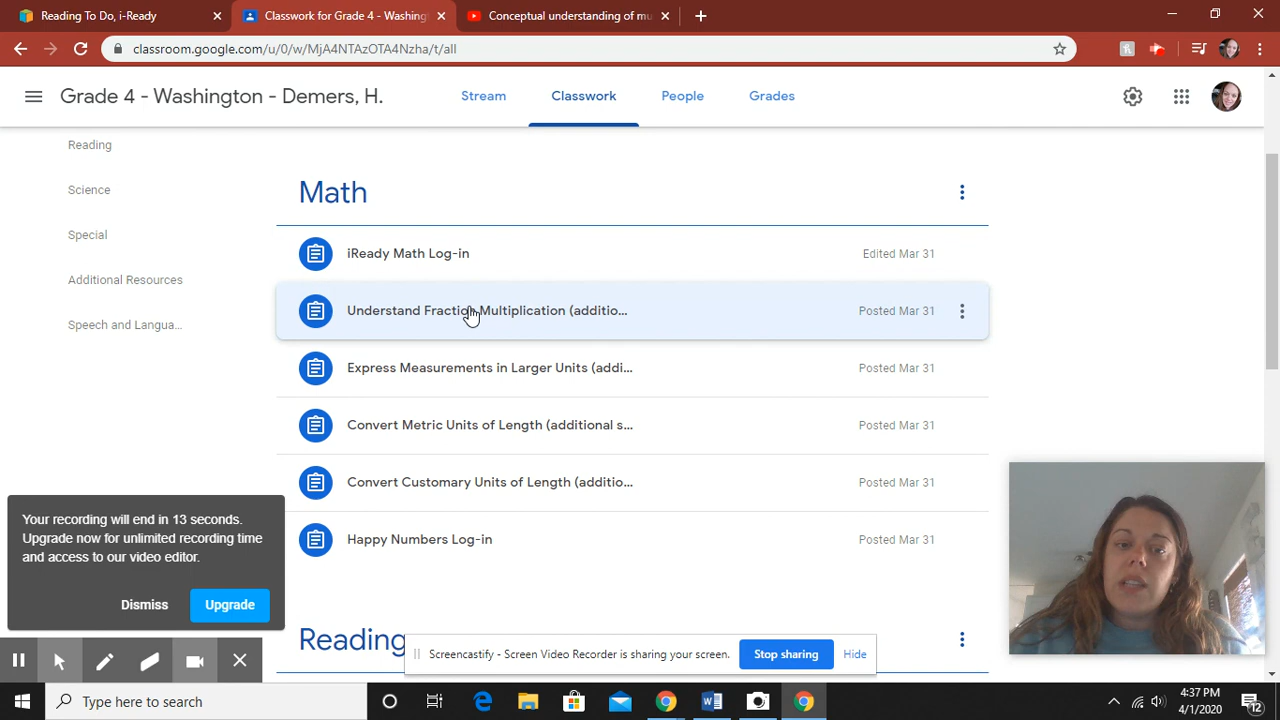 Reading To Do, i-Ready
Classwork for Grade 4 - Washing
Conceptual understanding of mu
classroom.google.com/u/0/w/MjA4NTAzOTA4Nzha/t/all
Grade 4 - Washington - Demers, H.
Stream
Classwork
People
Grades
Reading
Science
Special
Additional Resources
Speech and Langua...
Math
iReady Math Log-in
Edited Mar 31
Understand Fraction Multiplication (additio...
Posted Mar 31
Express Measurements in Larger Units (addi...
Posted Mar 31
Convert Metric Units of Length (additional s...
Posted Mar 31
Convert Customary Units of Length (additio...
Posted Mar 31
Happy Numbers Log-in
Posted Mar 31
Reading
Your recording will end in 13 seconds.
Upgrade now for unlimited recording time
and access to our video editor.
Dismiss
Upgrade
Screencastify - Screen Video Recorder is sharing your screen.
Stop sharing
Hide
Type here to search
4:37 PM
4/1/2020
12